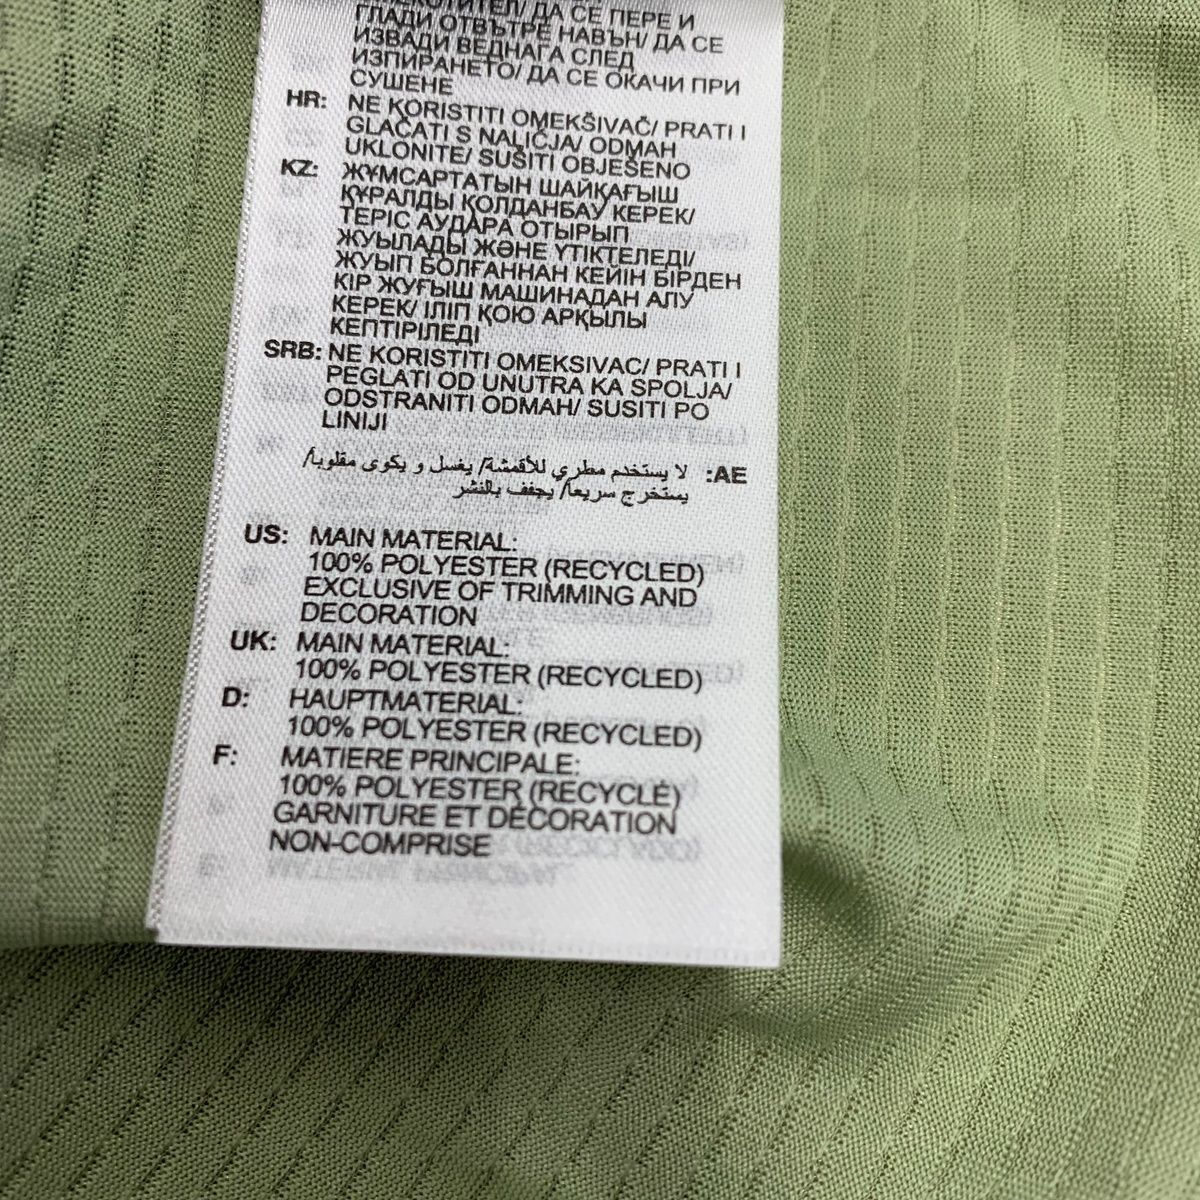 ДА СЕ ПЕРЕ И
ГЛАДИ ОТВЪТРЕ НАВЪН/ ДА СЕ
ИЗВАДИ ВЕДНАГА СЛЕД
ИЗПИРАНЕТО/ ДА СЕ ОКАЧИ ПРИ
СУШЕНЕ
HR: NE KORISTITI OMEKŠIVAČ/ PRATI I
GLAČATI S NALIČJA/ ODMAH
UKLONITE/ SUŠITI OBJEŠENO
KZ: ЖҰМСАРТАТЫН ШАЙҚАҒЫШ
ҚҰРАЛДЫ ҚОЛДАНБАУ КЕРЕК/
ТЕРІС АУДАРА ОТЫРЫП
ЖУЫЛАДЫ ЖӘНЕ ҮТІКТЕЛЕДІ/
ЖУЫП БОЛҒАННАН КЕЙІН БІРДЕН
КІР ЖУҒЫШ МАШИНАДАН АЛУ
КЕРЕК/ ІЛІП ҚОЮ АРҚЫЛЫ
КЕПТІРІЛЕДІ
SRB: NE KORISTITI OMEKSIVAC/ PRATI I
PEGLATI OD UNUTRA KA SPOLJA/
ODSTRANITI ODMAH/ SUSITI PO
LINIJI
AE: لا يستخدم مطري للأقمشة/ يغسل و يكوى مقلوبا/
يستخرج سريعا/ يجفف بالنشر
US: MAIN MATERIAL:
100% POLYESTER (RECYCLED)
EXCLUSIVE OF TRIMMING AND
DECORATION
UK: MAIN MATERIAL:
100% POLYESTER (RECYCLED)
D: HAUPTMATERIAL:
100% POLYESTER (RECYCLED)
F: MATIERE PRINCIPALE:
100% POLYESTER (RECYCLÉ)
GARNITURE ET DÉCORATION
NON-COMPRISE